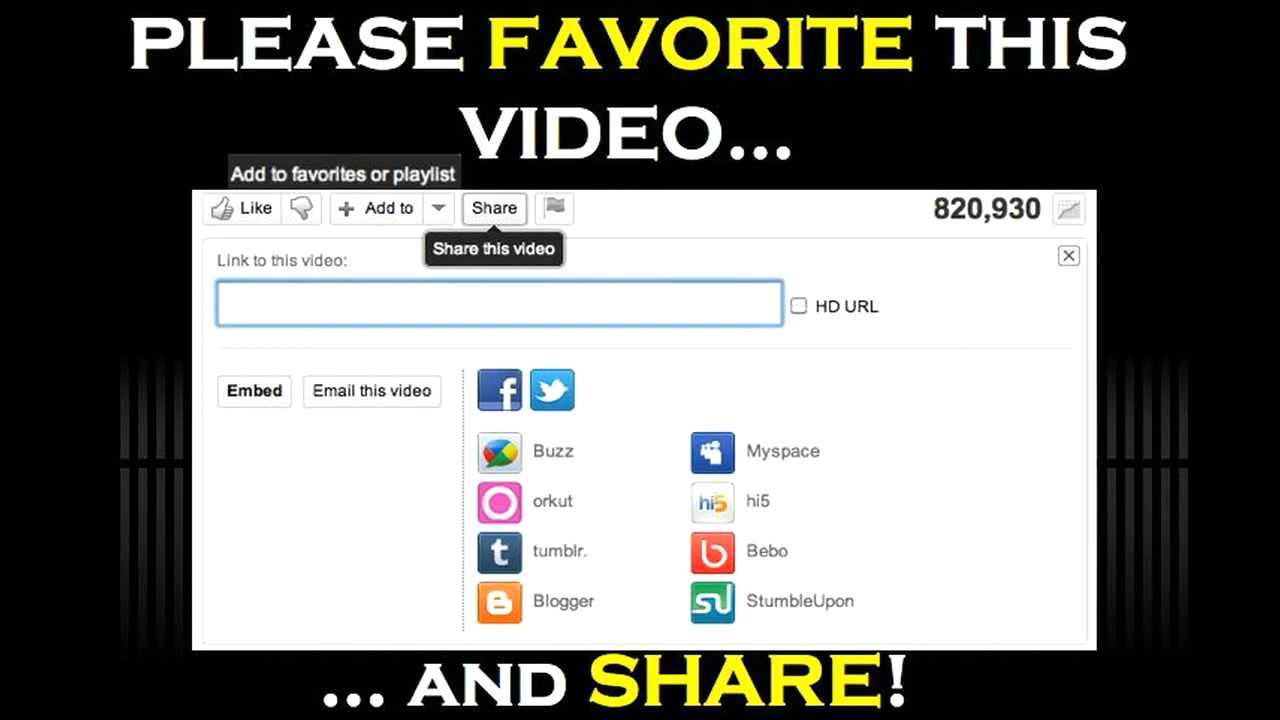 PLEASE FAVORITE THIS
VIDEO...
Add to favorites or playlist
Like
Add to
Share
820,930
Share this video
Link to this video:
HD URL
Embed
Email this video
f
Buzz
Myspace
orkut
hi5
hi5
t
tumblr.
b
Bebo
B
Blogger
su
StumbleUpon
... AND SHARE!